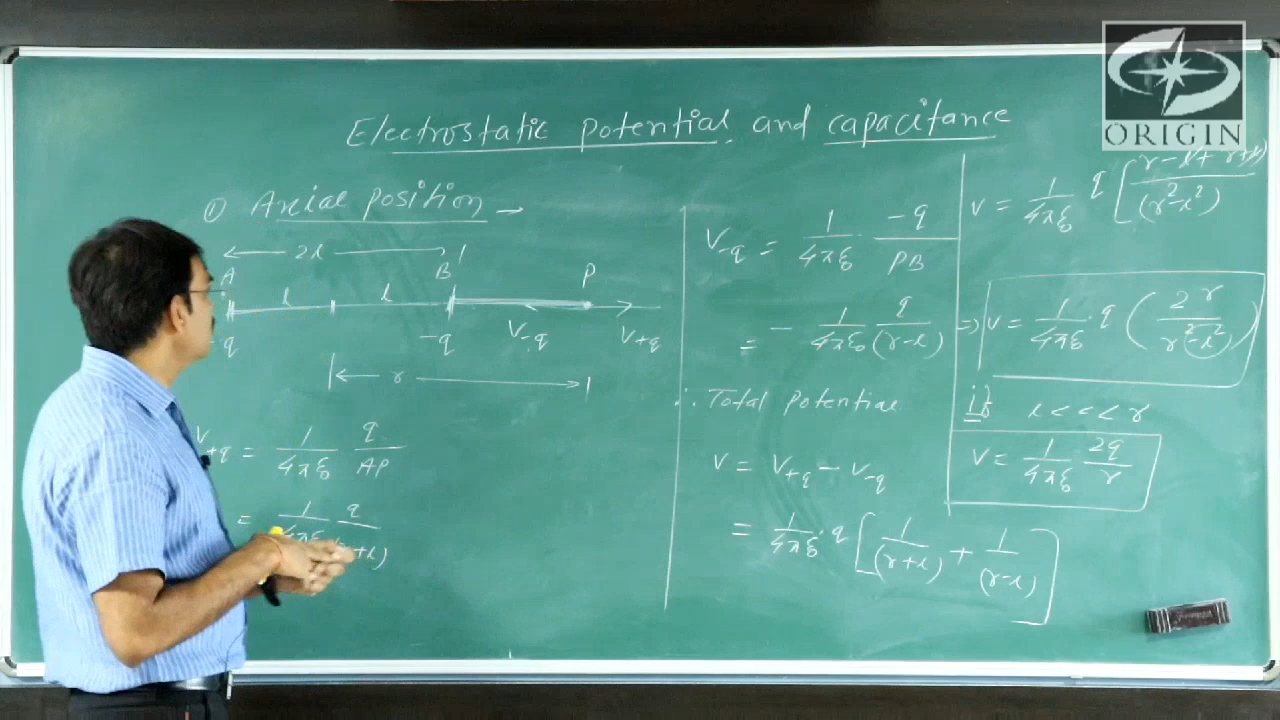 ORIGIN
Electrostatic potential and capacitance
① Axial position →
2l
A B P
l l
-q -q V-q V+q
r
V+q = 1/4πε₀ q/AP
= 1/4πε₀ q/(r+l)
V-q = 1/4πε₀ · -q/PB
= - 1/4πε₀ q/(r-l)
∴ Total potential
V = V+q - V-q
= 1/4πε₀ · q [1/(r+l) + 1/(r-l)]
V = 1/4πε₀ q [r-l+r+l)/(r²-l²)
⇒ V = 1/4πε₀ · q (2r/r²-l²)
if l<<<r
V = 1/4πε₀ · 2q/r